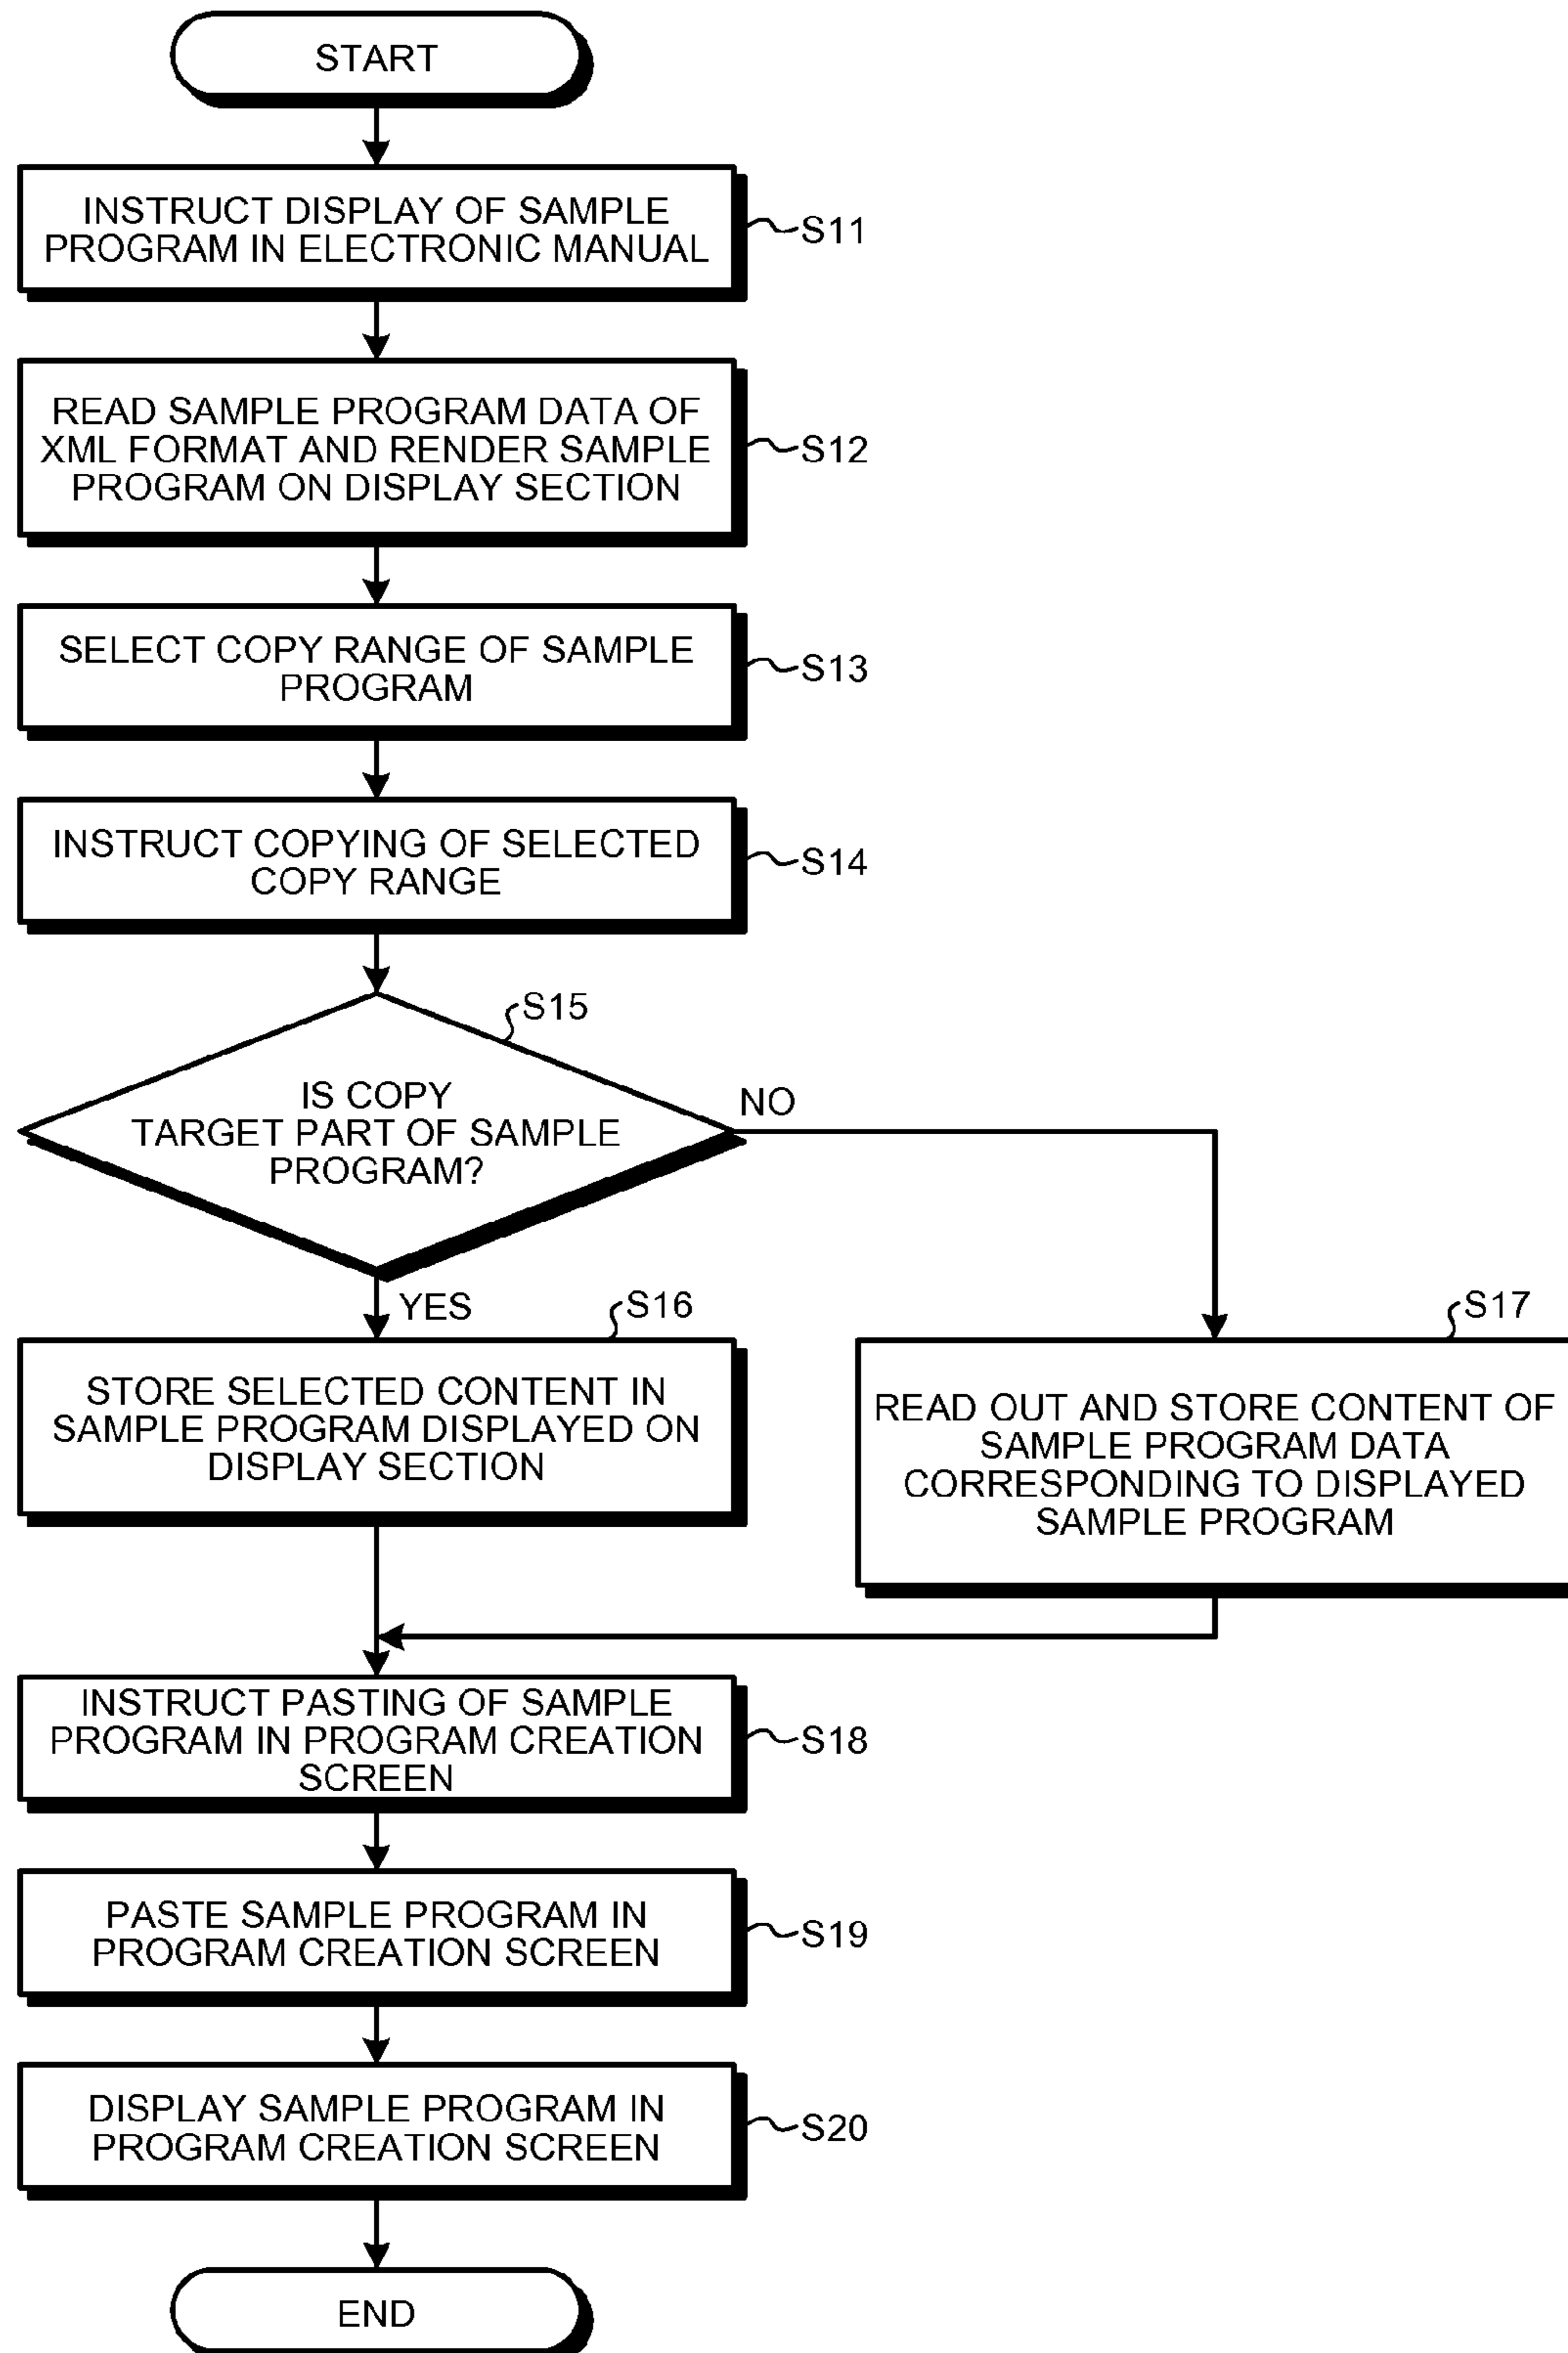 START
INSTRUCT DISPLAY OF SAMPLE
PROGRAM IN ELECTRONIC MANUAL
S11
READ SAMPLE PROGRAM DATA OF
XML FORMAT AND RENDER SAMPLE
PROGRAM ON DISPLAY SECTION
S12
SELECT COPY RANGE OF SAMPLE
PROGRAM
S13
INSTRUCT COPYING OF SELECTED
COPY RANGE
S14
S15
IS COPY
TARGET PART OF SAMPLE
PROGRAM?
NO
YES
S16
STORE SELECTED CONTENT IN
SAMPLE PROGRAM DISPLAYED ON
DISPLAY SECTION
S17
READ OUT AND STORE CONTENT OF
SAMPLE PROGRAM DATA
CORRESPONDING TO DISPLAYED
SAMPLE PROGRAM
INSTRUCT PASTING OF SAMPLE
PROGRAM IN PROGRAM CREATION
SCREEN
S18
PASTE SAMPLE PROGRAM IN
PROGRAM CREATION SCREEN
S19
DISPLAY SAMPLE PROGRAM IN
PROGRAM CREATION SCREEN
S20
END